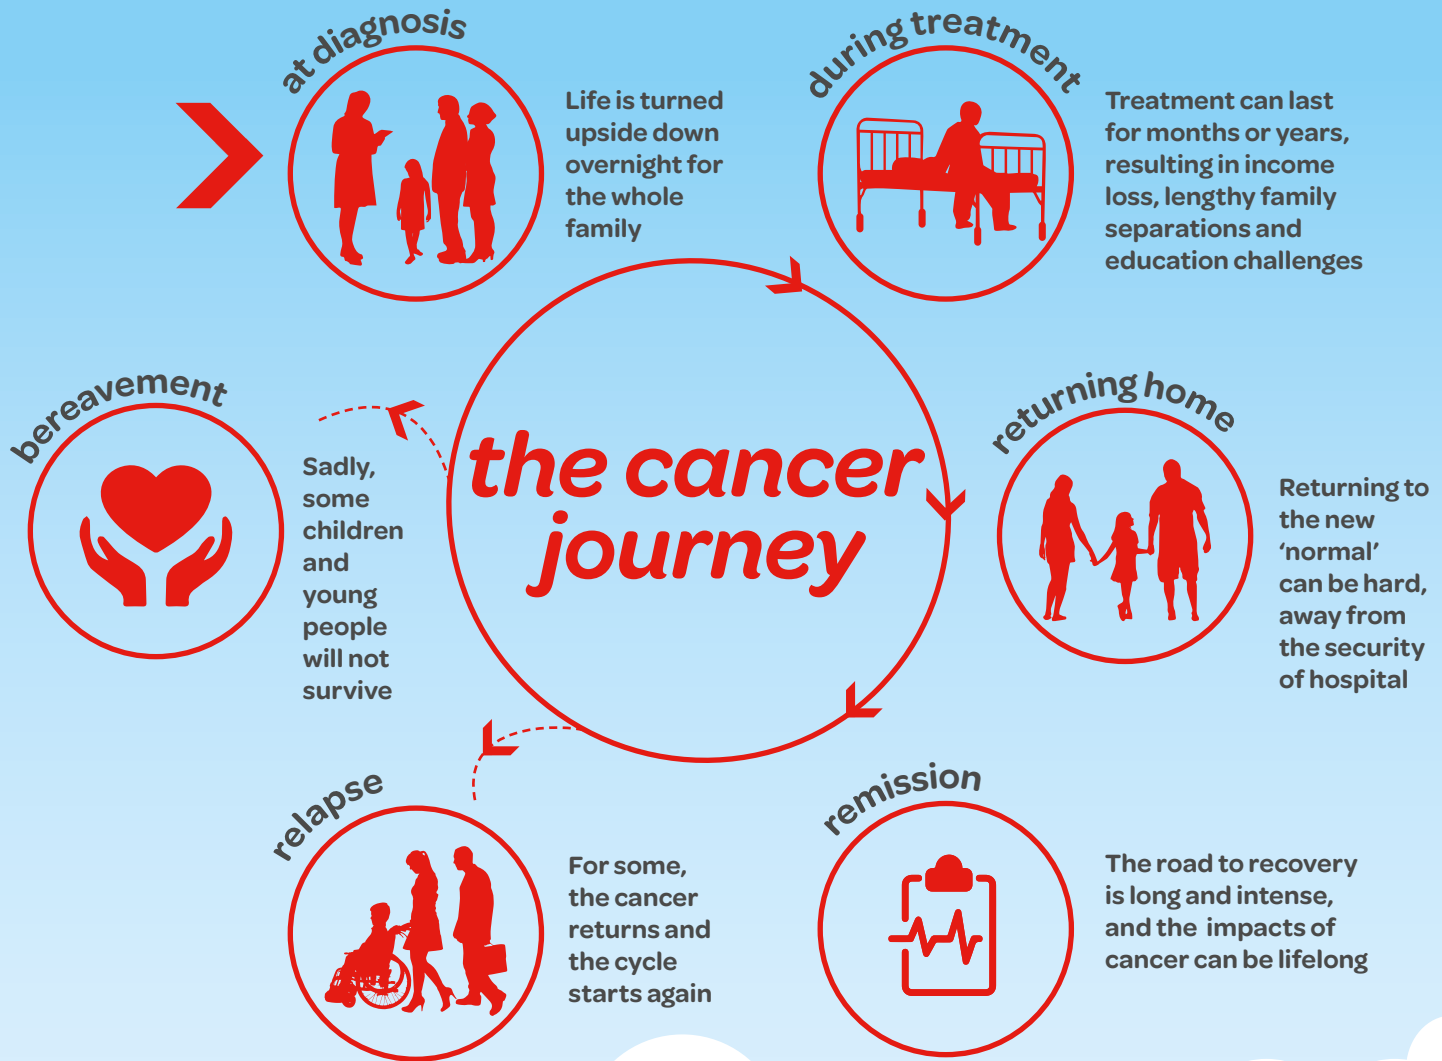 at diagnosis
Life is turned
upside down
overnight for
the whole
family
during treatment
Treatment can last
for months or years,
resulting in income
loss, lengthy family
separations and
education challenges
the cancer
journey
returning home
Returning to
the new
‘normal’
can be hard,
away from
the security
of hospital
remission
The road to recovery
is long and intense,
and the impacts of
cancer can be lifelong
relapse
For some,
the cancer
returns and
the cycle
starts again
bereavement
Sadly,
some
children
and
young
people
will not
survive